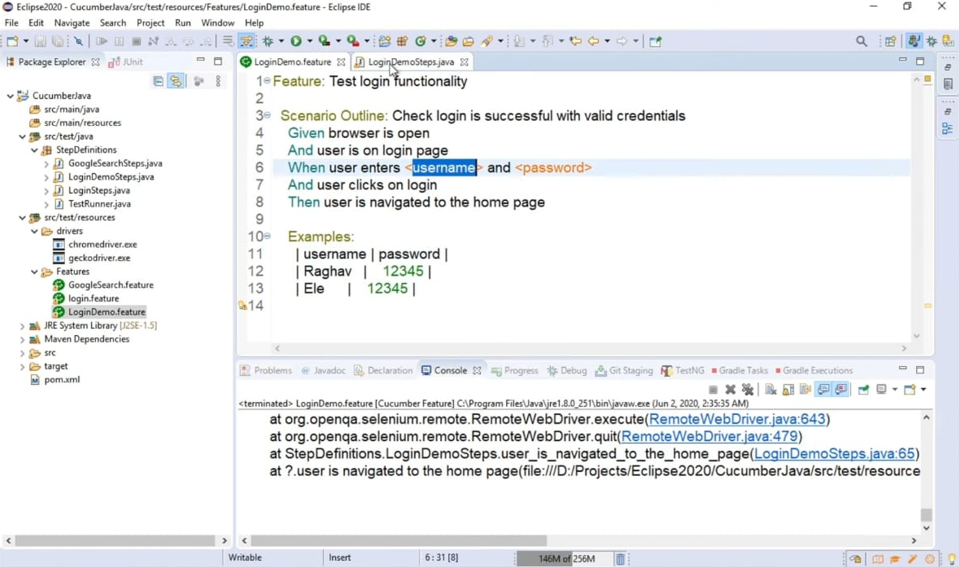 Eclipse2020 - CucumberJava/src/test/resources/Features/LoginDemo.feature - Eclipse IDE
File Edit Navigate Search Project Run Window Help
Package Explorer JUnit
LoginDemo.feature LoginDemoSteps.java
CucumberJava
src/main/java
src/main/resources
src/test/java
StepDefinitions
GoogleSearchSteps.java
LoginDemoSteps.java
LoginSteps.java
TestRunner.java
src/test/resources
drivers
chromedriver.exe
geckodriver.exe
Features
GoogleSearch.feature
login.feature
LoginDemo.feature
JRE System Library [J2SE-1.5]
Maven Dependencies
src
target
pom.xml
1 Feature: Test login functionality
2
3 Scenario Outline: Check login is successful with valid credentials
4 Given browser is open
5 And user is on login page
6 When user enters <username> and <password>
7 And user clicks on login
8 Then user is navigated to the home page
9
10 Examples:
11 | username | password |
12 | Raghav | 12345 |
13 | Ele | 12345 |
14
Problems Javadoc Declaration Console Progress Debug Git Staging TestNG Gradle Tasks Gradle Executions
<terminated> LoginDemo.feature [Cucumber Feature] C:\Program Files\Java\jre1.8.0_251\bin\javaw.exe (Jun 2, 2020, 2:35:35 AM)
at org.openqa.selenium.remote.RemoteWebDriver.execute(RemoteWebDriver.java:643)
at org.openqa.selenium.remote.RemoteWebDriver.quit(RemoteWebDriver.java:479)
at StepDefinitions.LoginDemoSteps.user_is_navigated_to_the_home_page(LoginDemoSteps.java:65)
at ?.user is navigated to the home page(file:///D:/Projects/Eclipse2020/CucumberJava/src/test/resource
Writable Insert 6 : 31 [8] 146M of 256M